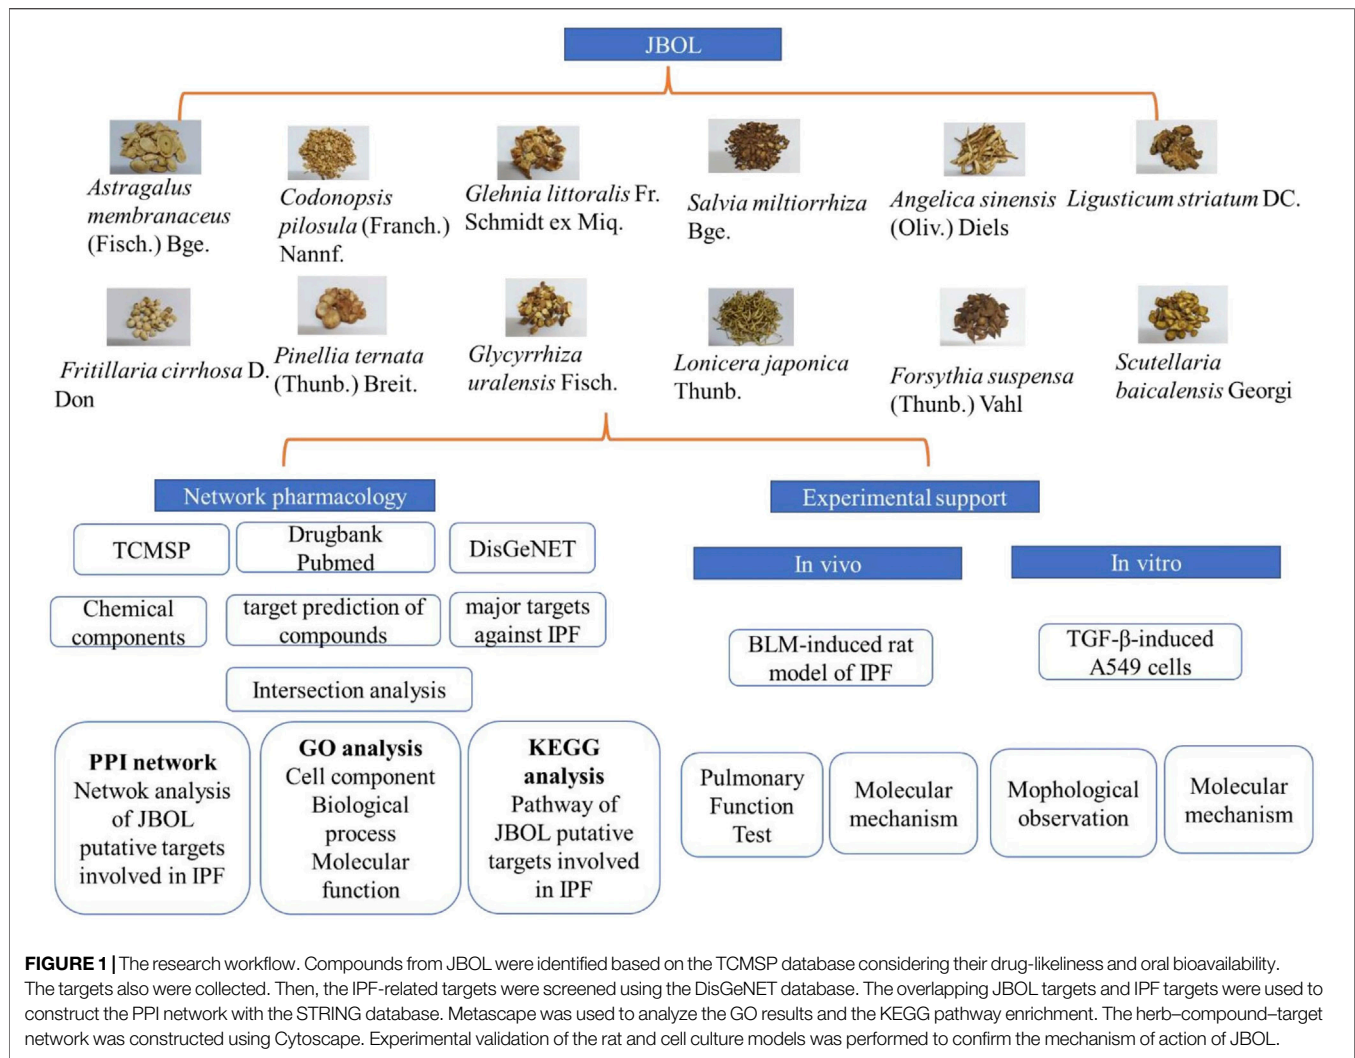 JBOL
Astragalus
membranaceus
(Fisch.) Bge.
Codonopsis
pilosula (Franch.)
Nannf.
Glehnia littoralis Fr.
Schmidt ex Miq.
Salvia miltiorrhiza
Bge.
Angelica sinensis
(Oliv.) Diels
Ligusticum striatum DC.
Fritillaria cirrhosa D.
Don
Pinellia ternata
(Thunb.) Breit.
Glycyrrhiza
uralensis Fisch.
Lonicera japonica
Thunb.
Forsythia suspensa
(Thunb.) Vahl
Scutellaria
baicalensis Georgi
Network pharmacology
TCMSP
Drugbank
Pubmed
DisGeNET
Chemical
components
target prediction of
compounds
major targets
against IPF
Intersection analysis
PPI network
Netwok analysis
of JBOL
putative targets
involved in IPF
GO analysis
Cell component
Biological
process
Molecular
function
KEGG
analysis
Pathway of
JBOL putative
targets involved
in IPF
Experimental support
In vivo
BLM-induced rat
model of IPF
Pulmonary
Function
Test
Molecular
mechanism
In vitro
TGF-β-induced
A549 cells
Mophological
observation
Molecular
mechanism
FIGURE 1 | The research workflow. Compounds from JBOL were identified based on the TCMSP database considering their drug-likeliness and oral bioavailability.
The targets also were collected. Then, the IPF-related targets were screened using the DisGeNET database. The overlapping JBOL targets and IPF targets were used to
construct the PPI network with the STRING database. Metascape was used to analyze the GO results and the KEGG pathway enrichment. The herb–compound–target
network was constructed using Cytoscape. Experimental validation of the rat and cell culture models was performed to confirm the mechanism of action of JBOL.